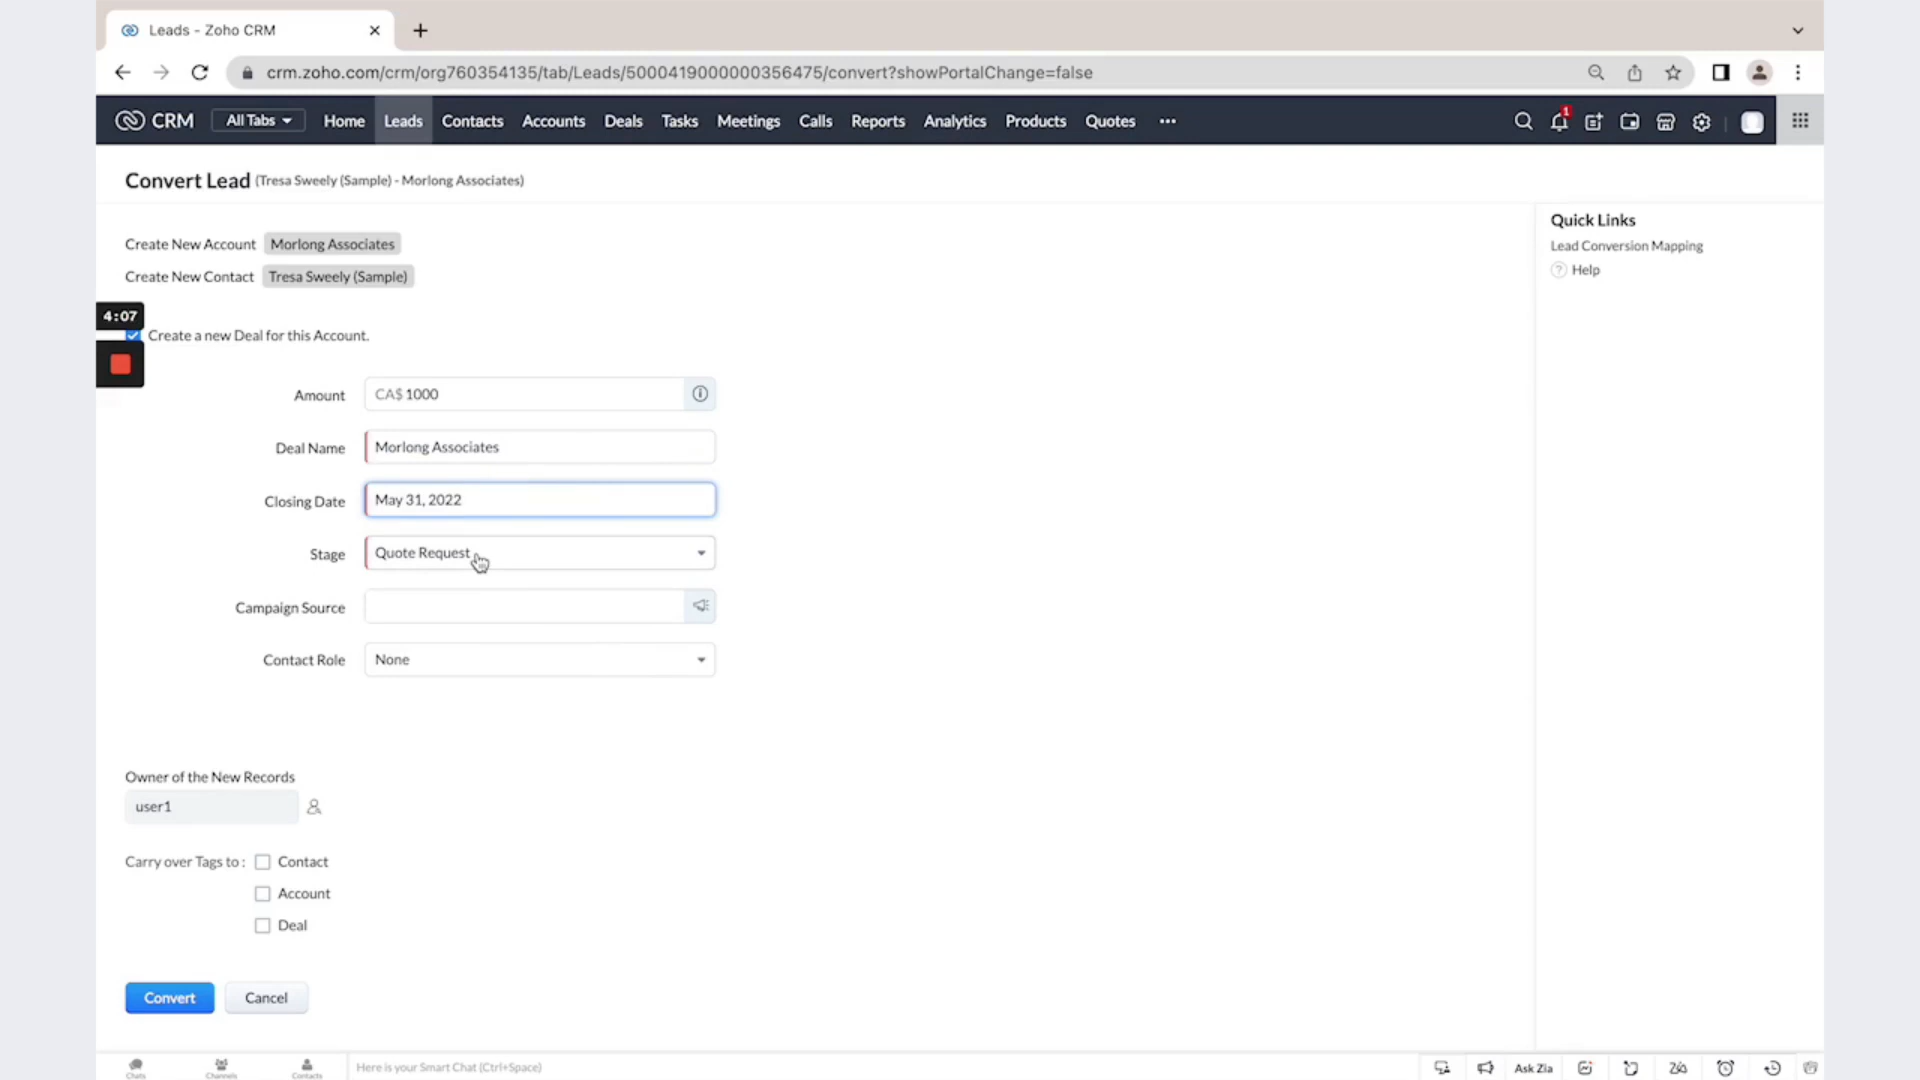 Leads - Zoho CRM
crm.zoho.com/crm/org760354135/tab/Leads/5000419000000356475/convert?showPortalChange=false
CRM All Tabs Home Leads Contacts Accounts Deals Tasks Meetings Calls Reports Analytics Products Quotes ... 1
Convert Lead (Tresa Sweely (Sample) - Morlong Associates)
Quick Links
Lead Conversion Mapping
? Help
Create New Account Morlong Associates
Create New Contact Tresa Sweely (Sample)
4:07
Create a new Deal for this Account.
Amount CA$ 1000
Deal Name Morlong Associates
Closing Date May 31, 2022
Stage Quote Request
Campaign Source
Contact Role None
Owner of the New Records
user1
Carry over Tags to : Contact
Account
Deal
Convert Cancel
Chats Channels Contacts Here is your Smart Chat (Ctrl+Space) Ask Zia